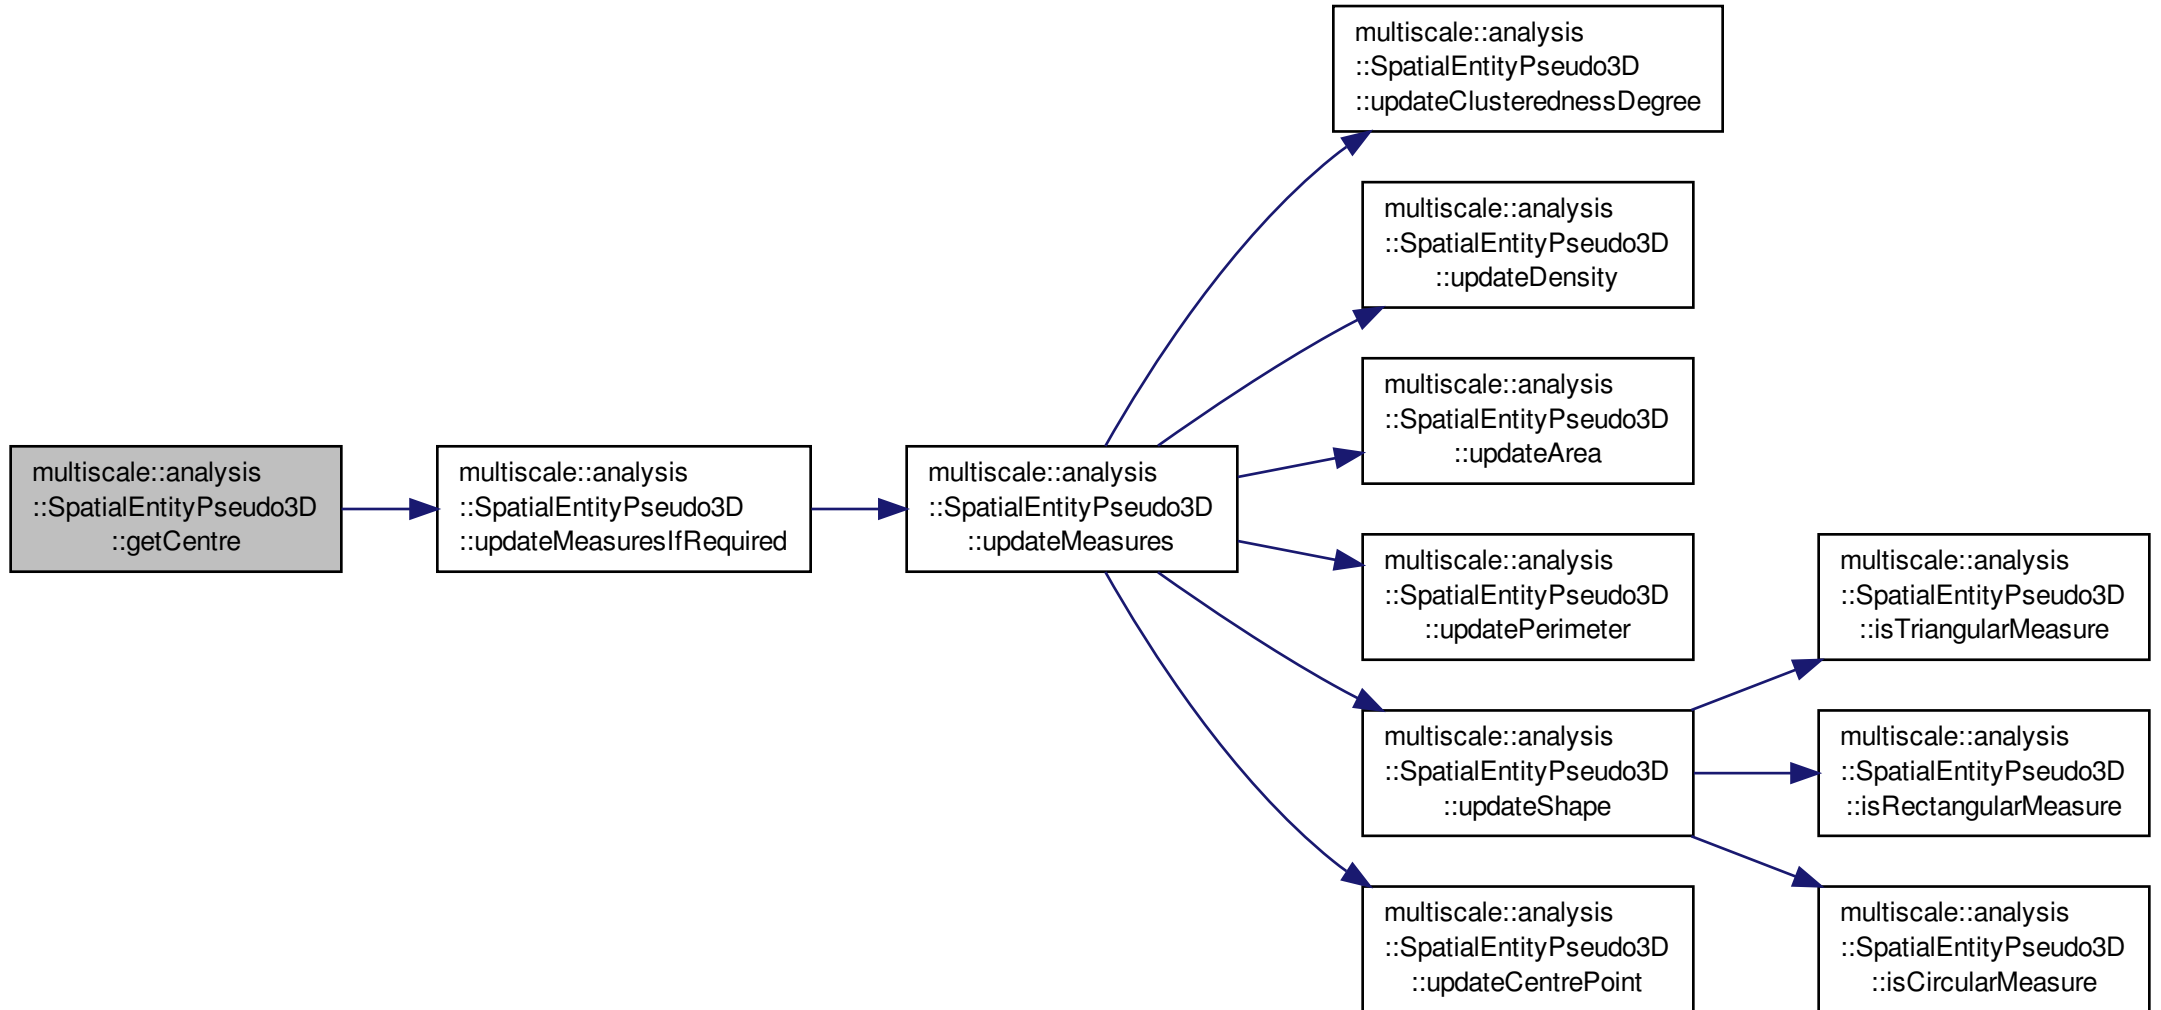 multiscale::analysis
::SpatialEntityPseudo3D
::updateClusterednessDegree
multiscale::analysis
::SpatialEntityPseudo3D
::updateDensity
multiscale::analysis
::SpatialEntityPseudo3D
::updateArea
multiscale::analysis
::SpatialEntityPseudo3D
::getCentre
multiscale::analysis
::SpatialEntityPseudo3D
::updateMeasuresIfRequired
multiscale::analysis
::SpatialEntityPseudo3D
::updateMeasures
multiscale::analysis
::SpatialEntityPseudo3D
::updatePerimeter
multiscale::analysis
::SpatialEntityPseudo3D
::isTriangularMeasure
multiscale::analysis
::SpatialEntityPseudo3D
::updateShape
multiscale::analysis
::SpatialEntityPseudo3D
::isRectangularMeasure
multiscale::analysis
::SpatialEntityPseudo3D
::updateCentrePoint
multiscale::analysis
::SpatialEntityPseudo3D
::isCircularMeasure